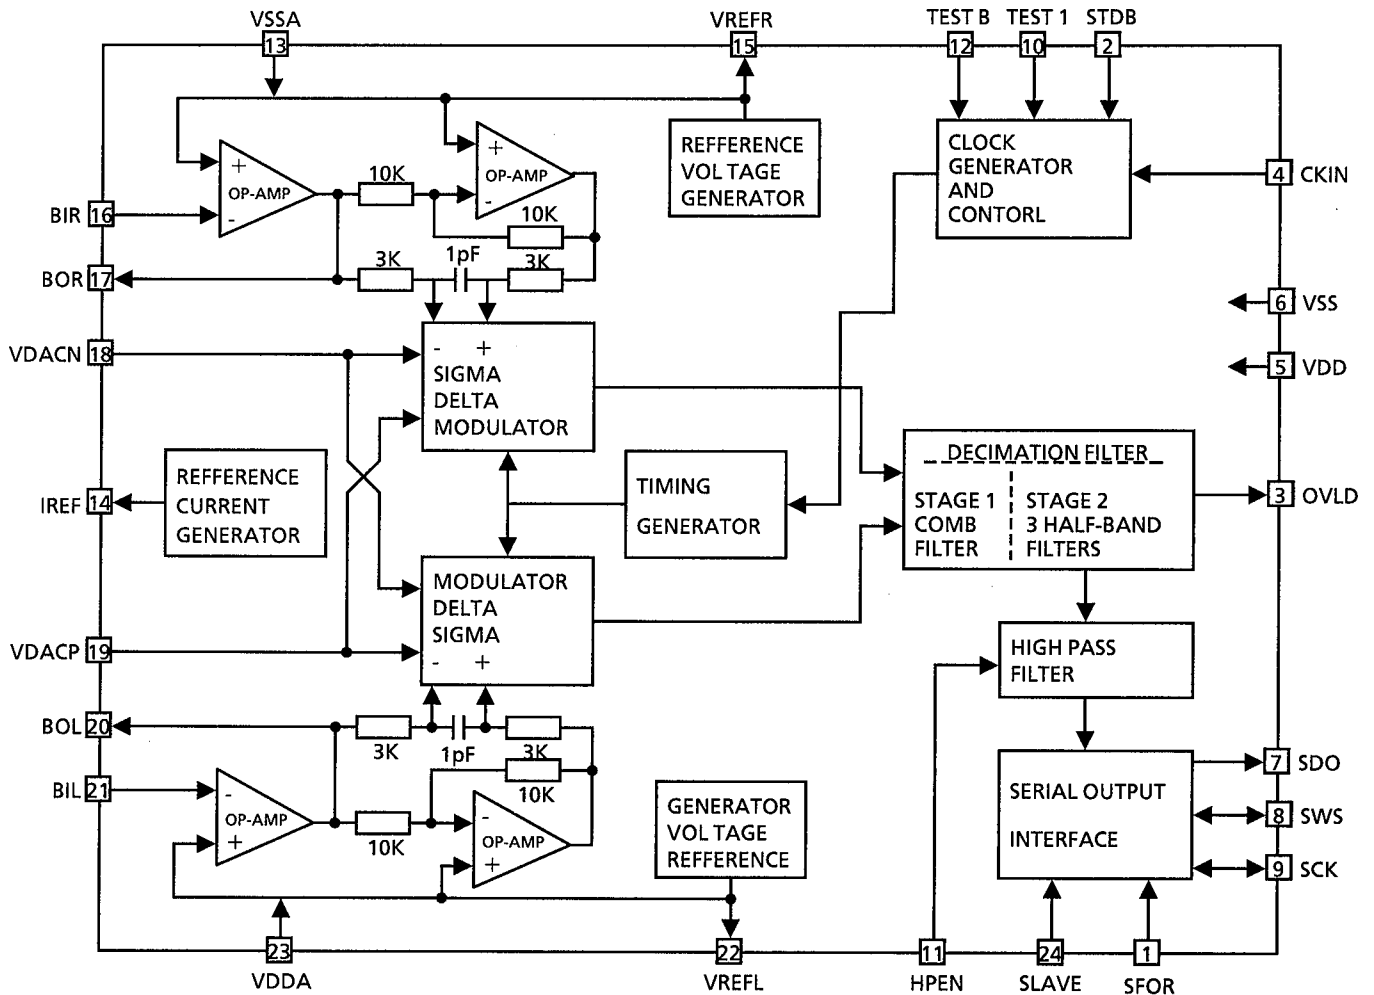 VSSA
VREFR
TEST B
TEST 1
STDB
13
15
12
10
2
REFFERENCE
VOLTAGE
GENERATOR
CLOCK
GENERATOR
AND
CONTORL
4 CKIN
+
OP-AMP
-
10K
+
OP-AMP
-
10K
BIR 16
BOR 17
3K
1pF
3K
6 VSS
VDACN 18
- +
SIGMA
DELTA
MODULATOR
5 VDD
REFFERENCE
CURRENT
GENERATOR
IREF 14
TIMING
GENERATOR
DECIMATION FILTER
STAGE 1
COMB
FILTER
STAGE 2
3 HALF-BAND
FILTERS
3 OVLD
MODULATOR
DELTA
SIGMA
- +
VDACP 19
HIGH PASS
FILTER
BOL 20
3K
1pF
3K
10K
BIL 21
-
OP-AMP
+
10K
-
OP-AMP
+
GENERATOR
VOLTAGE
REFFERENCE
SERIAL OUTPUT
INTERFACE
7 SDO
8 SWS
9 SCK
23
22
11
24
1
VDDA
VREFL
HPEN
SLAVE
SFOR